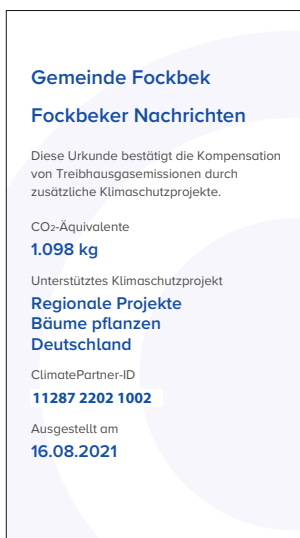 Gemeinde Fockbek
Fockbeker Nachrichten
Diese Urkunde bestätigt die Kompensation
von Treibhausgasemissionen durch
zusätzliche Klimaschutzprojekte.
CO₂-Äquivalente
1.098 kg
Unterstütztes Klimaschutzprojekt
Regionale Projekte
Bäume pflanzen
Deutschland
ClimatePartner-ID
11287 2202 1002
Ausgestellt am
16.08.2021